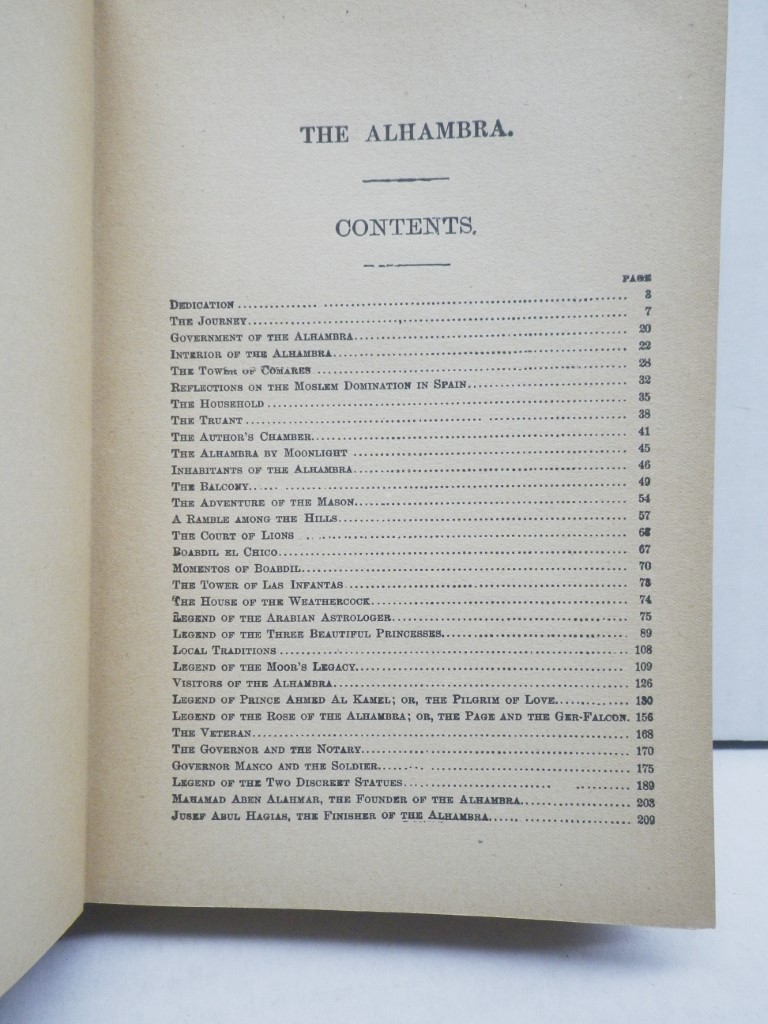 THE ALHAMBRA.
CONTENTS.
PAGE
DEDICATION 3
THE JOURNEY 7
GOVERNMENT OF THE ALHAMBRA 20
INTERIOR OF THE ALHAMBRA 22
THE TOWER OF COMARES 28
REFLECTIONS ON THE MOSLEM DOMINATION IN SPAIN 32
THE HOUSEHOLD 35
THE TRUANT 38
THE AUTHOR'S CHAMBER 41
THE ALHAMBRA BY MOONLIGHT 45
INHABITANTS OF THE ALHAMBRA 46
THE BALCONY 49
THE ADVENTURE OF THE MASON 54
A RAMBLE AMONG THE HILLS 57
THE COURT OF LIONS
BOABDIL EL CHICO 67
MOMENTOS OF BOABDIL 70
THE TOWER OF LAS INFANTAS 73
THE HOUSE OF THE WEATHERCOCK 74
LEGEND OF THE ARABIAN ASTROLOGER 75
LEGEND OF THE THREE BEAUTIFUL PRINCESSES 89
LOCAL TRADITIONS 108
LEGEND OF THE MOOR'S LEGACY 109
VISITORS OF THE ALHAMBRA 126
LEGEND OF PRINCE AHMED AL KAMEL; OR, THE PILGRIM OF LOVE 130
LEGEND OF THE ROSE OF THE ALHAMBRA; OR, THE PAGE AND THE GER-FALCON. 156
THE VETERAN 168
THE GOVERNOR AND THE NOTARY 170
GOVERNOR MANCO AND THE SOLDIER 175
LEGEND OF THE TWO DISCREET STATUES 189
MAHAMAD ABEN ALAHMAR, THE FOUNDER OF THE ALHAMBRA 203
JUSEF ABUL HAGIAS, THE FINISHER OF THE ALHAMBRA 209